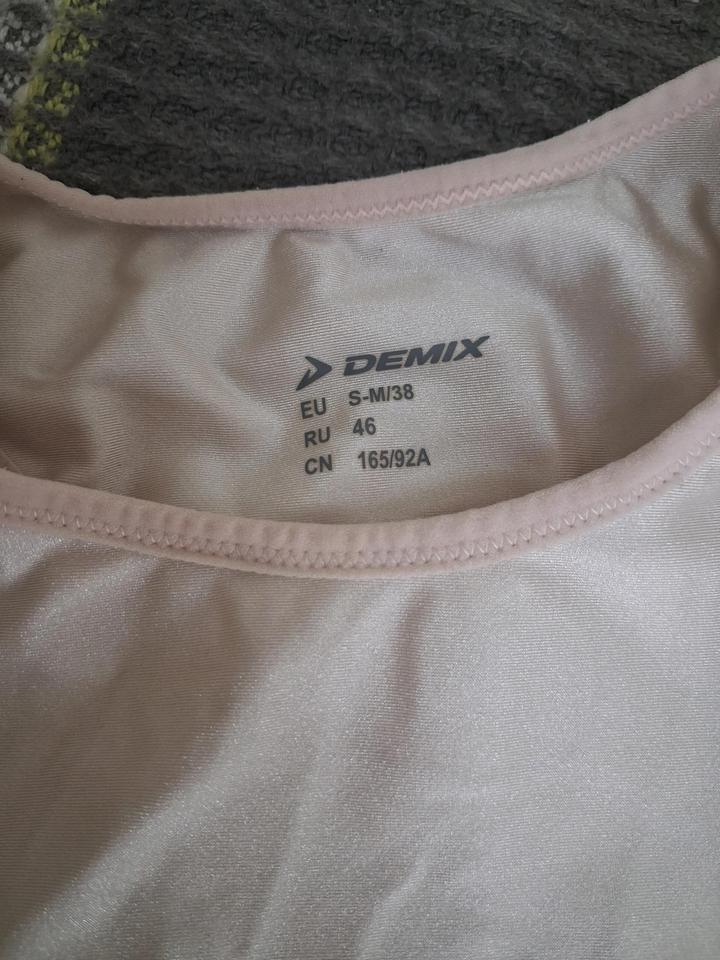 DEMIX
EU S-M/38
RU 46
CN 165/92A